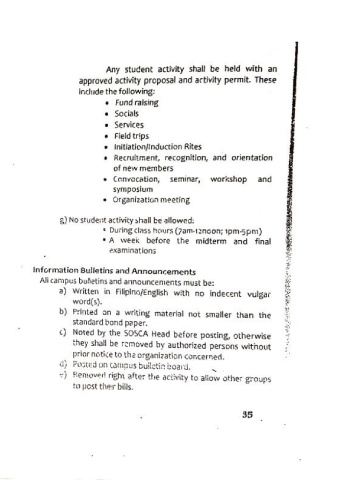 Any student activity shall be held with an
approved activity proposal and activity permit. These
include the following:
• Fund raising
• Socials
• Services
• Field trips
• Initiation/Induction Rites
• Recruitment, recognition, and orientation
of new members
• Convocation, seminar, workshop and
symposium
• Organization meeting
g) No student activity shall be allowed:
• During class hours (7am-12noon; 1pm-5pm)
• A week before the midterm and final
examinations
Information Bulletins and Announcements
All campus bulletins and announcements must be:
a) Written in Filipino/English with no indecent vulgar
word(s).
b) Printed on a writing material not smaller than the
standard bond paper.
c) Noted by the SOSCA Head before posting, otherwise
they shall be removed by authorized persons without
prior notice to the organization concerned.
d) Posted on campus bulletin board.
e) Removed right after the activity to allow other groups
to post their bills.
35